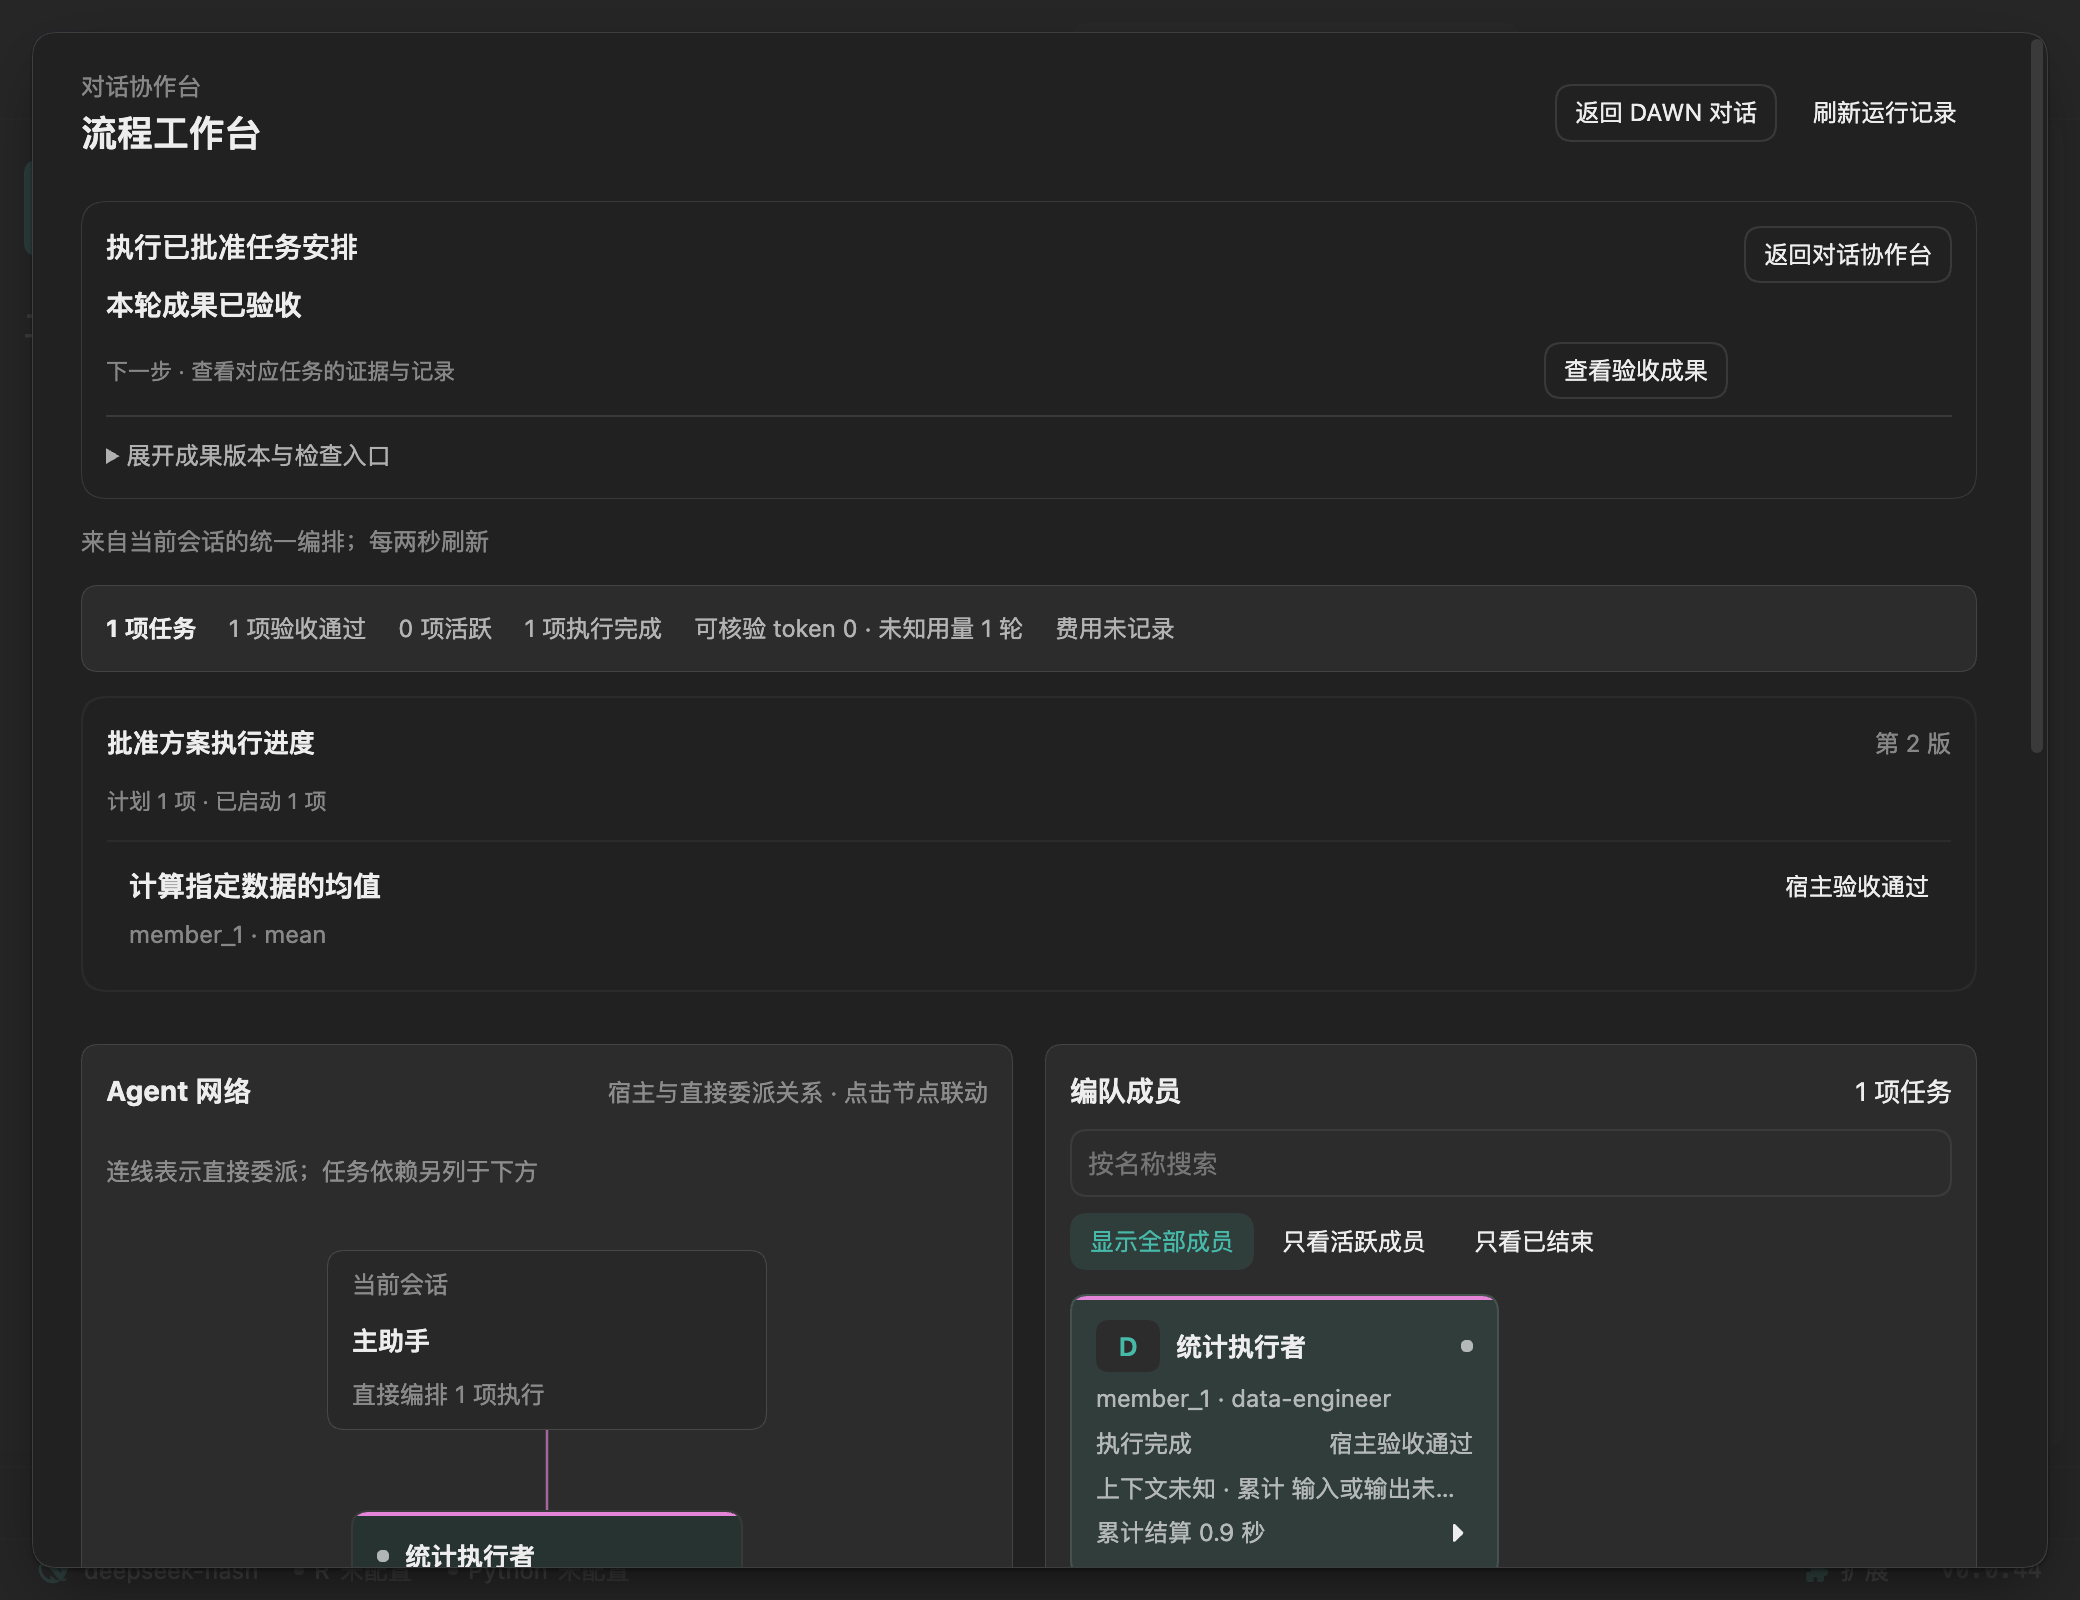 对话协作台
流程工作台
返回 DAWN 对话
刷新运行记录
执行已批准任务安排
返回对话协作台
本轮成果已验收
下一步 · 查看对应任务的证据与记录
查看验收成果
▶ 展开成果版本与检查入口
来自当前会话的统一编排；每两秒刷新
1 项任务 1 项验收通过 0 项活跃 1 项执行完成 可核验 token 0 · 未知用量 1 轮 费用未记录
批准方案执行进度
第 2 版
计划 1 项 · 已启动 1 项
计算指定数据的均值
宿主验收通过
member_1 · mean
Agent 网络
宿主与直接委派关系 · 点击节点联动
连线表示直接委派；任务依赖另列于下方
当前会话
主助手
直接编排 1 项执行
统计执行者
编队成员
1 项任务
按名称搜索
显示全部成员
只看活跃成员
只看已结束
D
统计执行者
member_1 · data-engineer
执行完成
宿主验收通过
上下文未知 · 累计 输入或输出未...
累计结算 0.9 秒
deepseek-flash
R 未配置
Python 未配置
扩展
v0.0.44